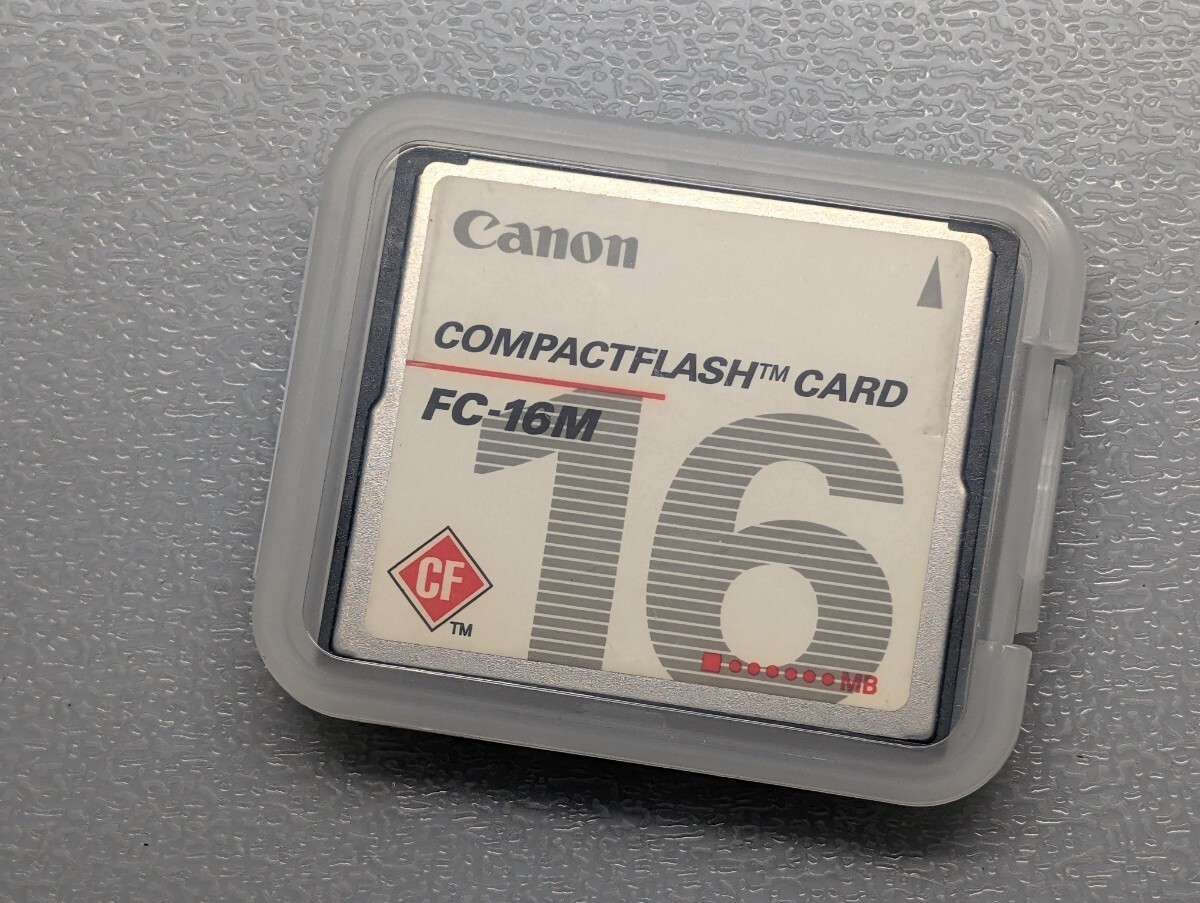 Canon
COMPACTFLASH™ CARD
FC-16M
16
CF
TM
MB